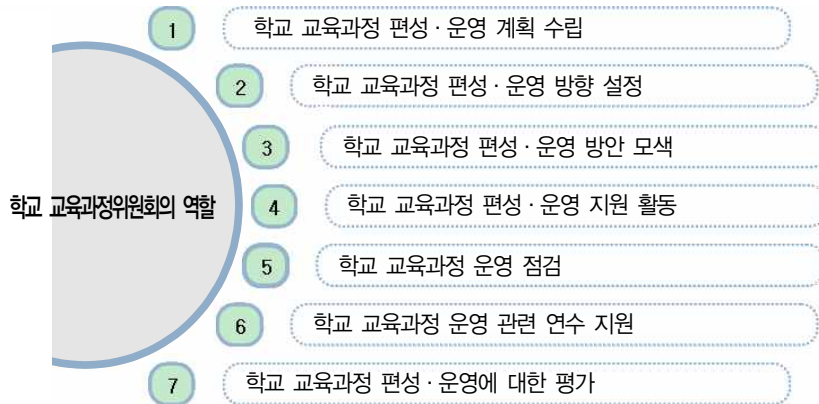 1 학교 교육과정 편성·운영 계획 수립
2 학교 교육과정 편성·운영 방향 설정
3 학교 교육과정 편성·운영 방안 모색
학교 교육과정위원회의 역할
4 학교 교육과정 편성·운영 지원 활동
5 학교 교육과정 운영 점검
6 학교 교육과정 운영 관련 연수 지원
7 학교 교육과정 편성·운영에 대한 평가